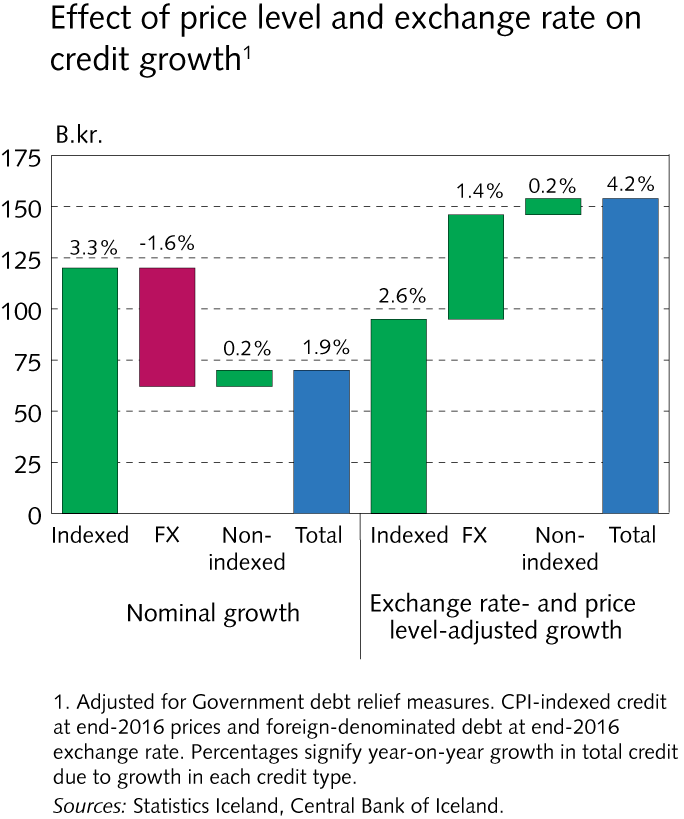 Effect of price level and exchange rate on
credit growth1
B.kr.
175
150
125
100
75
50
25
0
3.3%
-1.6%
0.2%
1.9%
2.6%
1.4%
0.2%
4.2%
Indexed FX Non- Total Indexed FX Non- Total
indexed indexed
Nominal growth
Exchange rate- and price
level-adjusted growth
1. Adjusted for Government debt relief measures. CPI-indexed credit
at end-2016 prices and foreign-denominated debt at end-2016
exchange rate. Percentages signify year-on-year growth in total credit
due to growth in each credit type.
Sources: Statistics Iceland, Central Bank of Iceland.